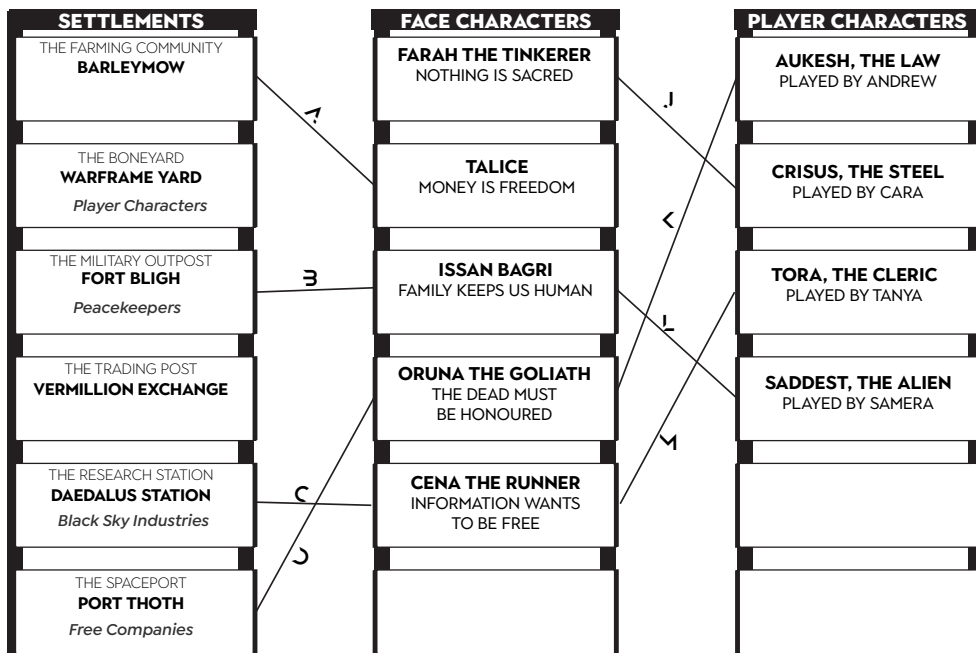 SETTLEMENTS
THE FARMING COMMUNITY
BARLEYMOW
THE BONEYARD
WARFRAME YARD
Player Characters
THE MILITARY OUTPOST
FORT BLIGH
Peacekeepers
THE TRADING POST
VERMILLION EXCHANGE
THE RESEARCH STATION
DAEDALUS STATION
Black Sky Industries
THE SPACEPORT
PORT THOTH
Free Companies
A
B
C
D
FACE CHARACTERS
FARAH THE TINKERER
NOTHING IS SACRED
TALICE
MONEY IS FREEDOM
ISSAN BAGRI
FAMILY KEEPS US HUMAN
ORUNA THE GOLIATH
THE DEAD MUST
BE HONOURED
CENA THE RUNNER
INFORMATION WANTS
TO BE FREE
J
K
L
M
PLAYER CHARACTERS
AUKESH, THE LAW
PLAYED BY ANDREW
CRISUS, THE STEEL
PLAYED BY CARA
TORA, THE CLERIC
PLAYED BY TANYA
SADDEST, THE ALIEN
PLAYED BY SAMERA